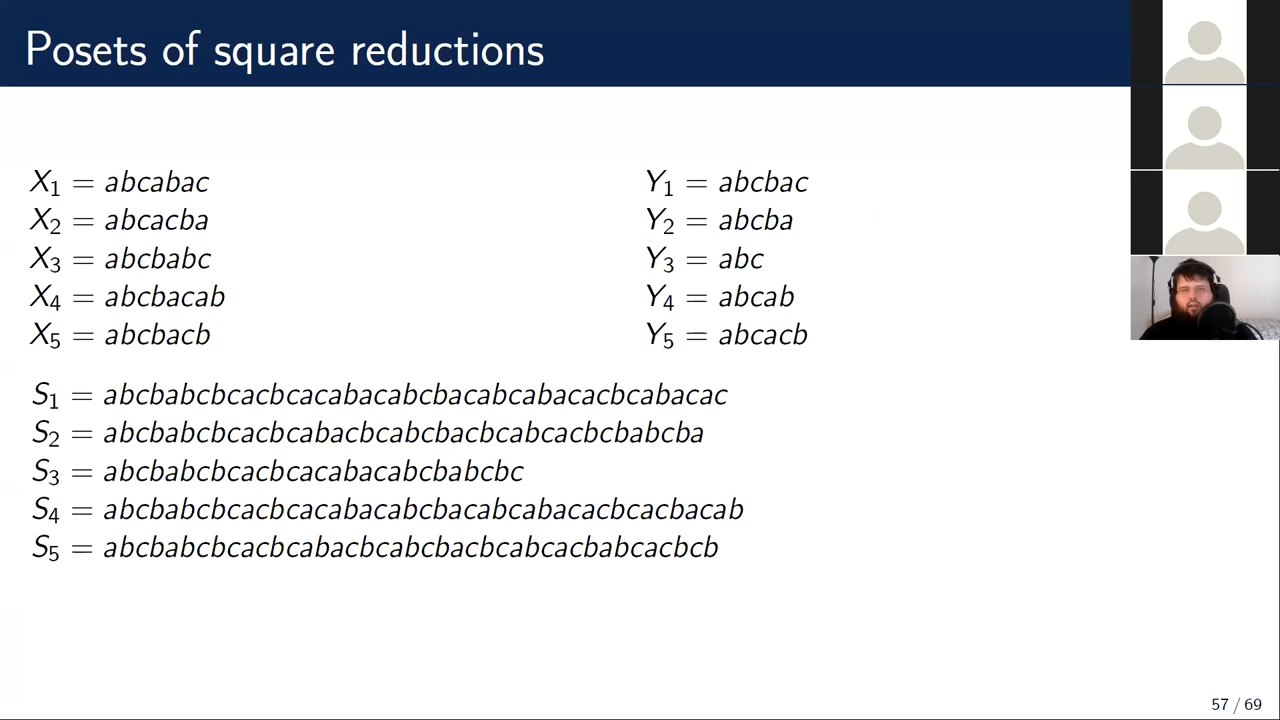 Posets of square reductions
X₁ = abcabac
X₂ = abcacba
X₃ = abcbabc
X₄ = abcbacab
X₅ = abcbacb
Y₁ = abcbac
Y₂ = abcba
Y₃ = abc
Y₄ = abcab
Y₅ = abcacb
S₁ = abcbabcbcacbcacabacabcbacabcabacacbcabacac
S₂ = abcbabcbcacbcabacbcabcbacbcabcacbcbabcba
S₃ = abcbabcbcacbcacabacabcbabcbc
S₄ = abcbabcbcacbcacabacabcbacabcabacacbcacbacab
S₅ = abcbabcbcacbcabacbcabcbacbcabcacbabcacbcb
57 / 69